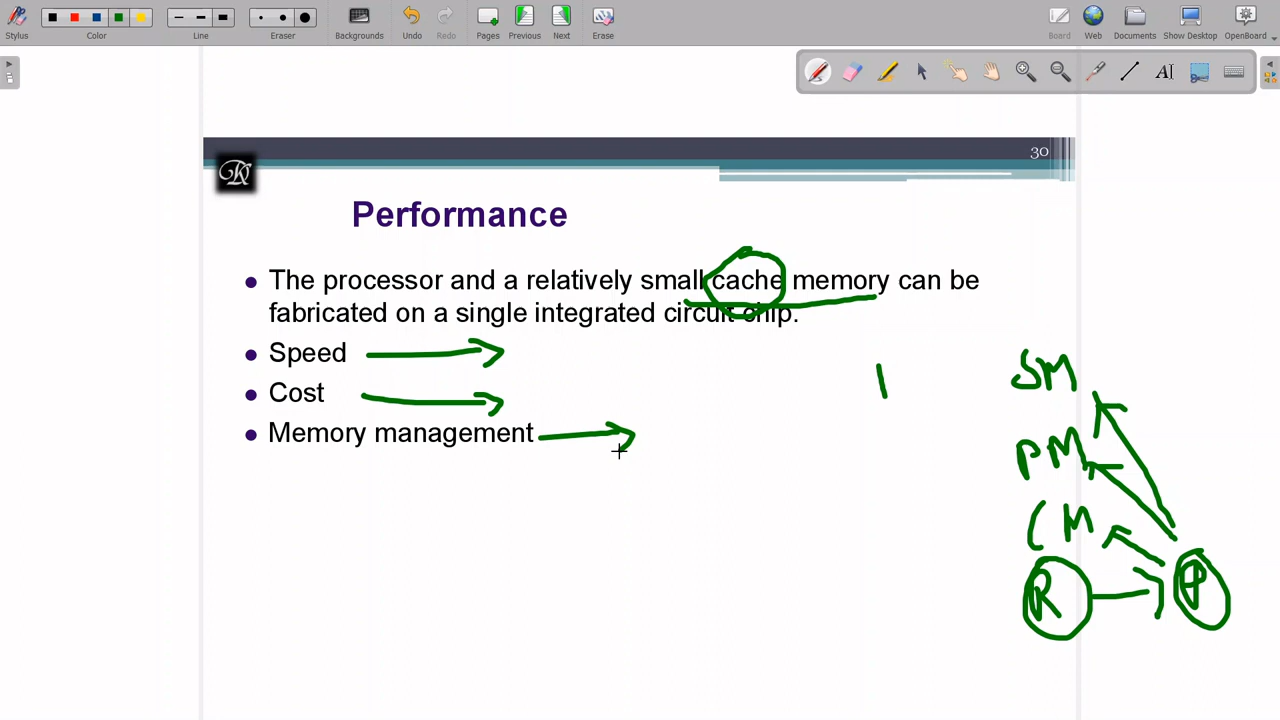 Stylus Color Line Eraser Backgrounds Undo Redo Pages Previous Next Erase Board Web Documents Show Desktop OpenBoard
30
Performance
• The processor and a relatively small cache memory can be
fabricated on a single integrated circuit chip.
• Speed
• Cost
• Memory management
SM
PM
CM
R P